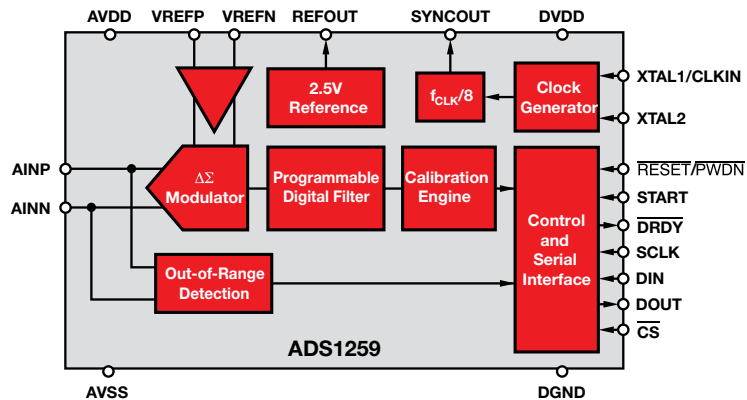 AVDD VREFP VREFN REFOUT SYNCOUT DVDD
2.5V
Reference
fCLK/8
Clock
Generator
XTAL1/CLKIN
XTAL2
AINP
AINN
ΔΣ
Modulator
Programmable
Digital Filter
Calibration
Engine
Control
and
Serial
Interface
Out-of-Range
Detection
RESET/PWDN
START
DRDY
SCLK
DIN
DOUT
CS
ADS1259
AVSS DGND